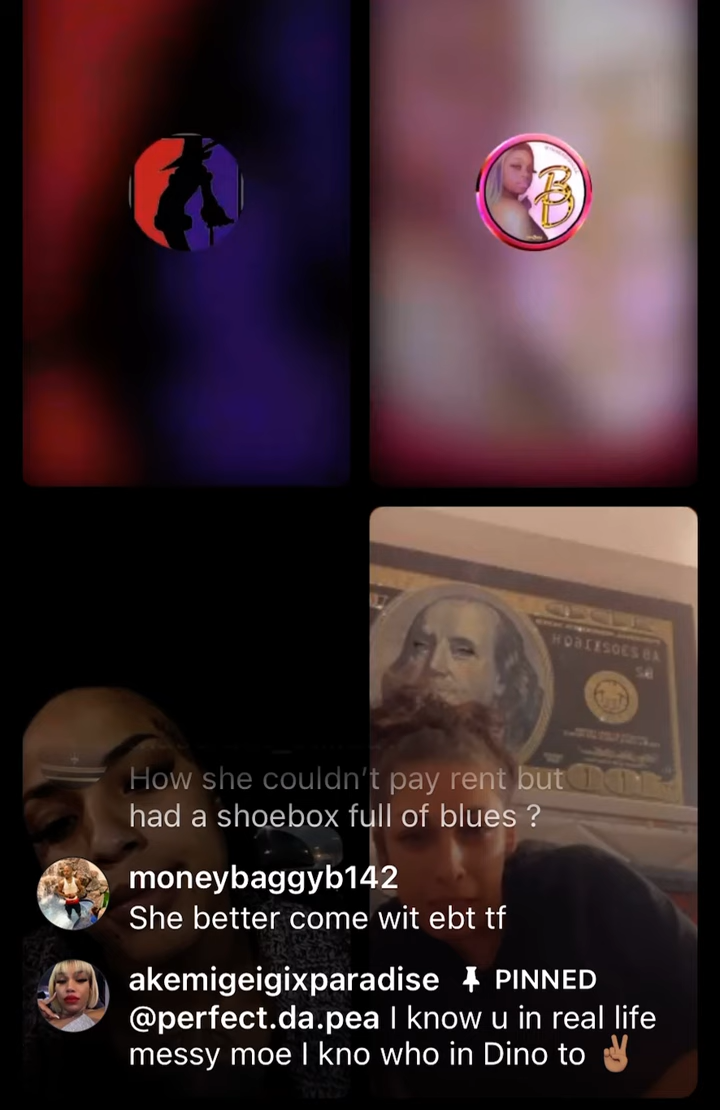 How she couldn't pay rent but
had a shoebox full of blues ?
moneybaggyb142
She better come wit ebt tf
akemigeigixparadise PINNED
@perfect.da.pea I know u in real life
messy moe I kno who in Dino to ✌🏽